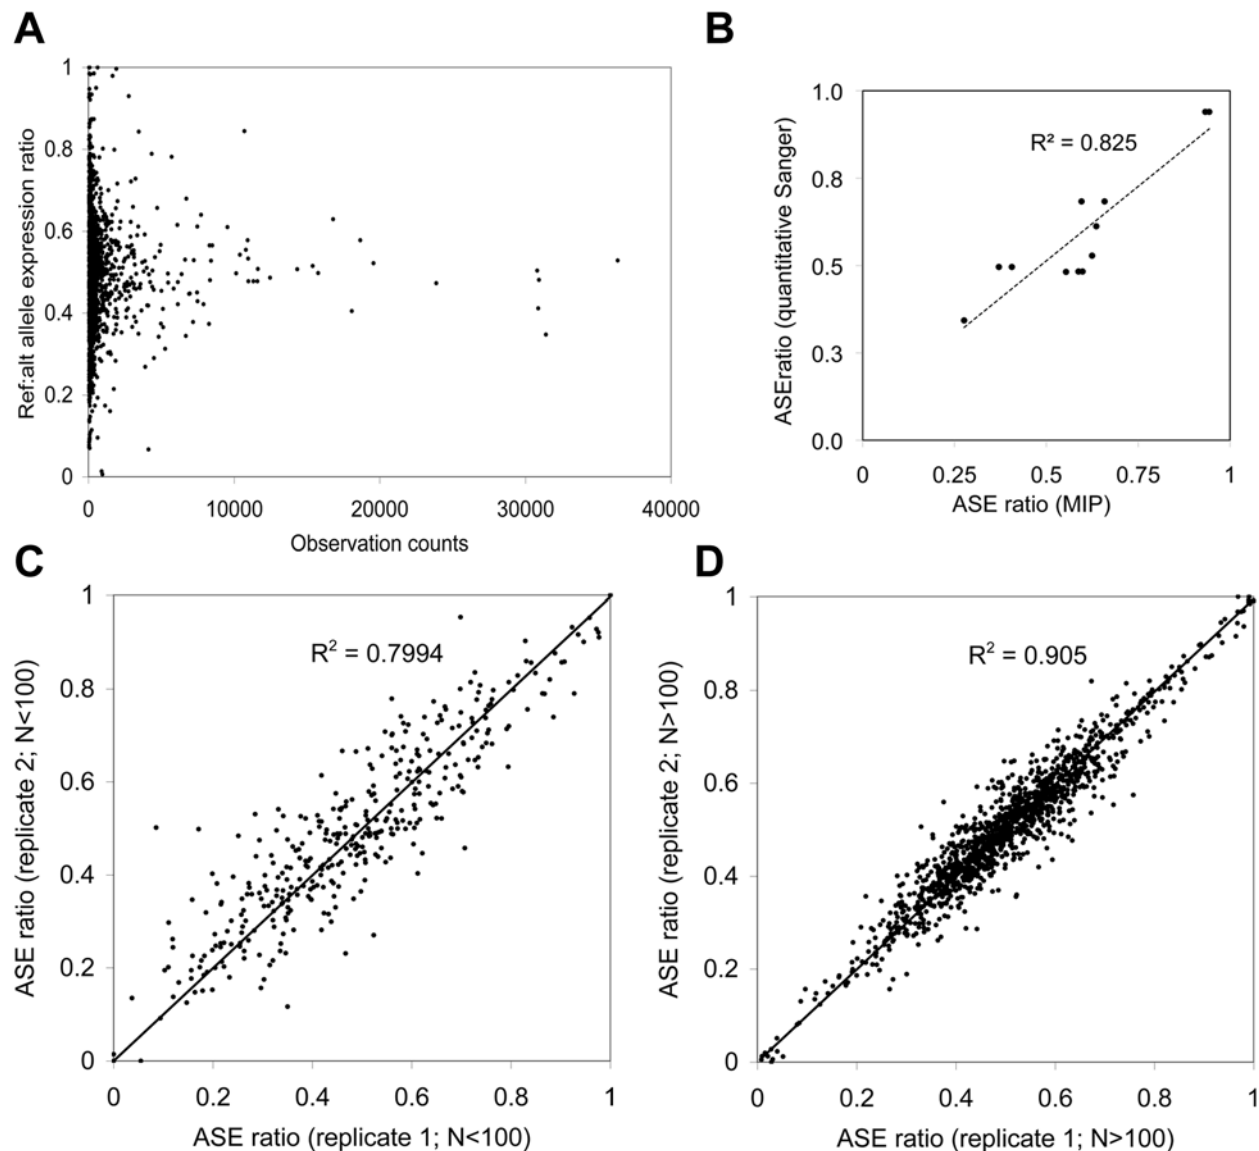 A
1
0.8
0.6
0.4
0.2
0
Ref:alt allele expression ratio
0 10000 20000 30000 40000
Observation counts
B
1.0
0.8
0.5
0.3
0.0
ASEratio (quantitative Sanger)
R² = 0.825
0 0.25 0.5 0.75 1
ASE ratio (MIP)
C
1
0.8
0.6
0.4
0.2
0
ASE ratio (replicate 2; N<100)
R² = 0.7994
0 0.2 0.4 0.6 0.8 1
ASE ratio (replicate 1; N<100)
D
1
0.8
0.6
0.4
0.2
0
ASE ratio (replicate 2; N>100)
R² = 0.905
0 0.2 0.4 0.6 0.8 1
ASE ratio (replicate 1; N>100)